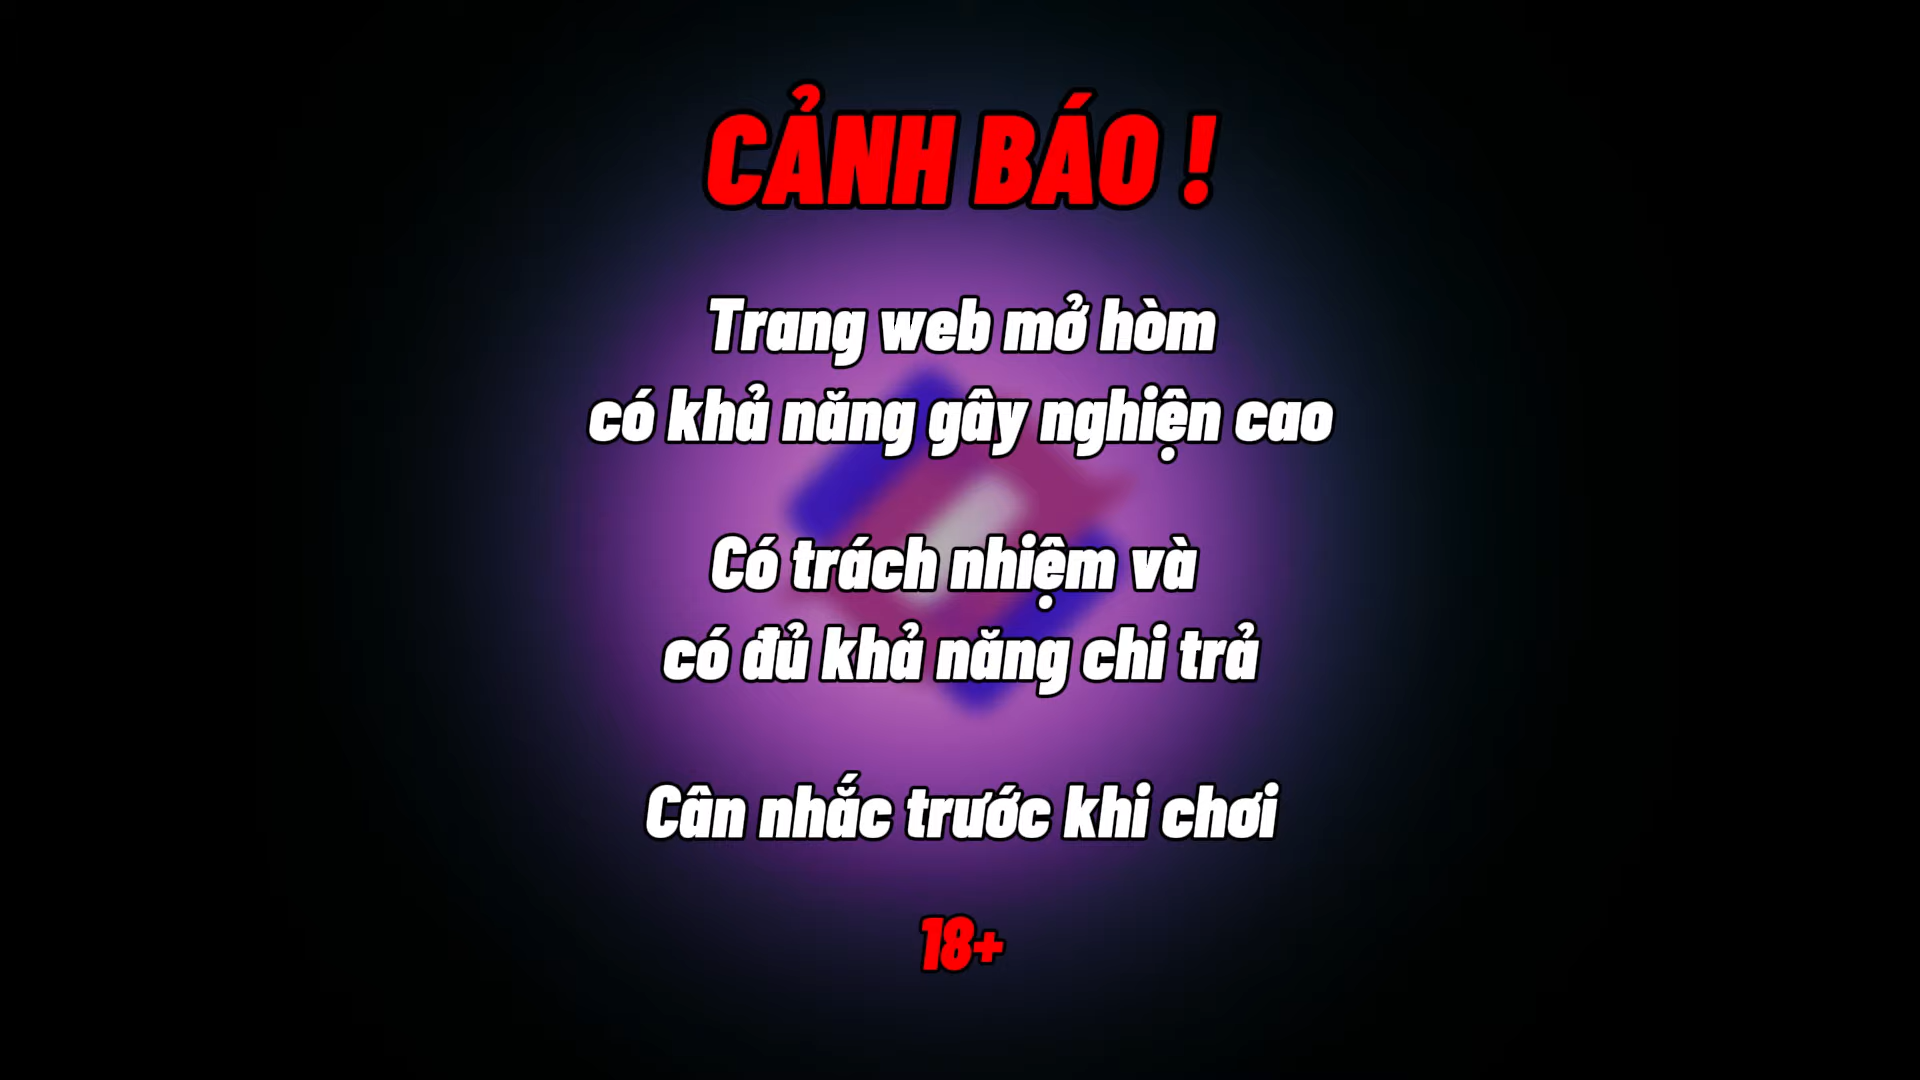 CẢNH BÁO !
Trang web mở hòm
có khả năng gây nghiện cao
Có trách nhiệm và
có đủ khả năng chi trả
Cân nhắc trước khi chơi
18+